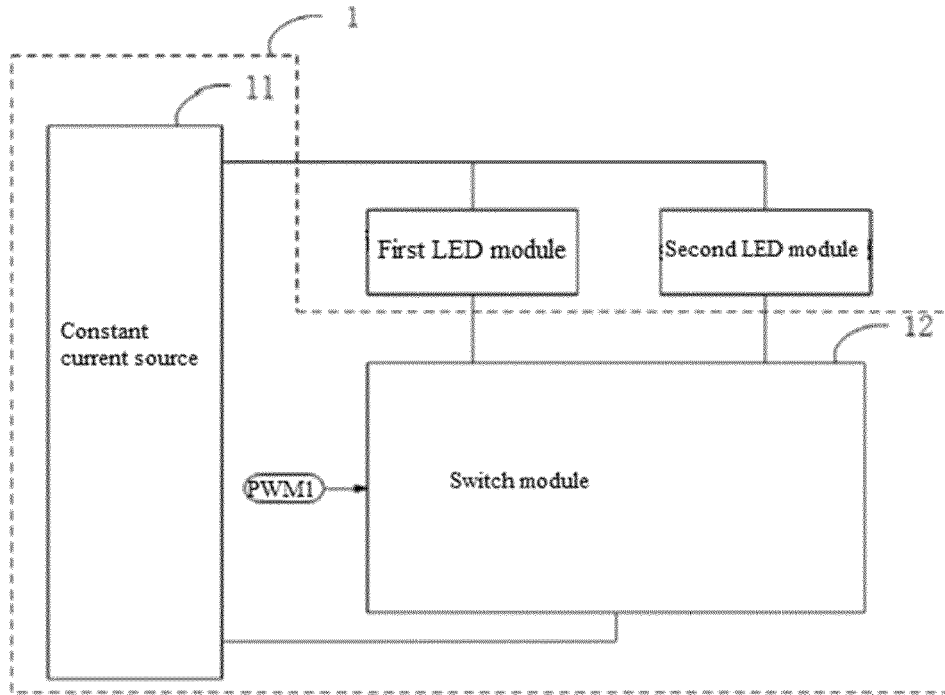 1
11
First LED module
Second LED module
Constant
current source
12
PWM1
Switch module